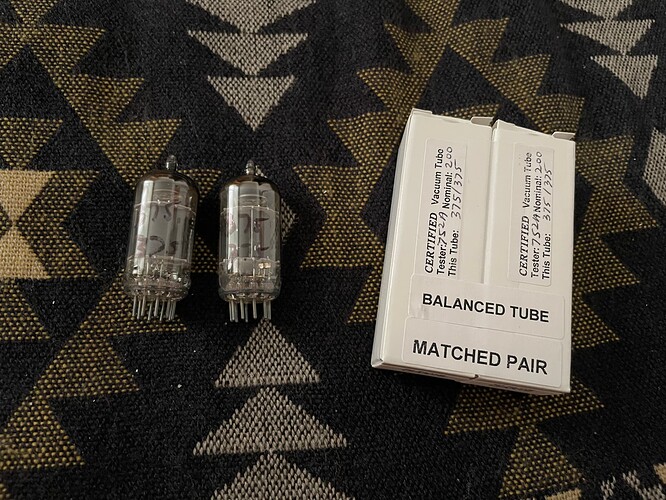 CERTIFIED Vacuum Tube
Tester: 752A Nominal: 200
This Tube: 375/375
CERTIFIED Vacuum Tube
Tester: 752A Nominal: 200
This Tube: 375/375
BALANCED TUBE
MATCHED PAIR